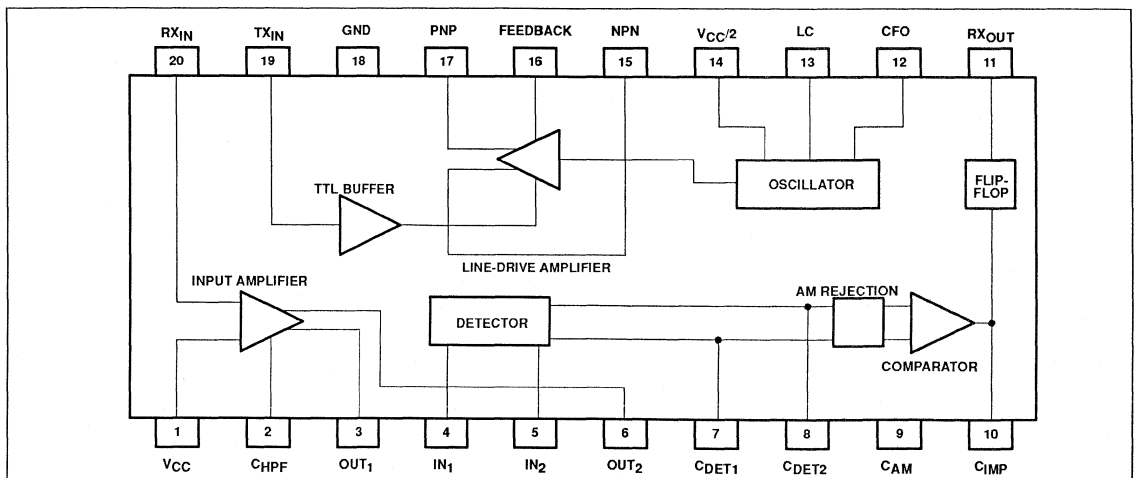 RXIN TXIN GND PNP FEEDBACK NPN VCC/2 LC CFO RXOUT
20 19 18 17 16 15 14 13 12 11
OSCILLATOR
FLIP-
FLOP
TTL BUFFER
LINE-DRIVE AMPLIFIER
INPUT AMPLIFIER
AM REJECTION
DETECTOR
COMPARATOR
1 2 3 4 5 6 7 8 9 10
VCC CHPF OUT1 IN1 IN2 OUT2 CDET1 CDET2 CAM CIMP